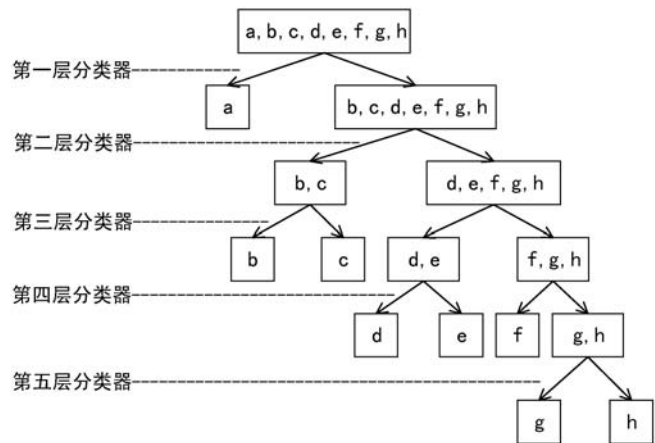 a, b, c, d, e, f, g, h
第一层分类器
a
b, c, d, e, f, g, h
第二层分类器
b, c
d, e, f, g, h
第三层分类器
b
c
d, e
f, g, h
第四层分类器
d
e
f
g, h
第五层分类器
g
h